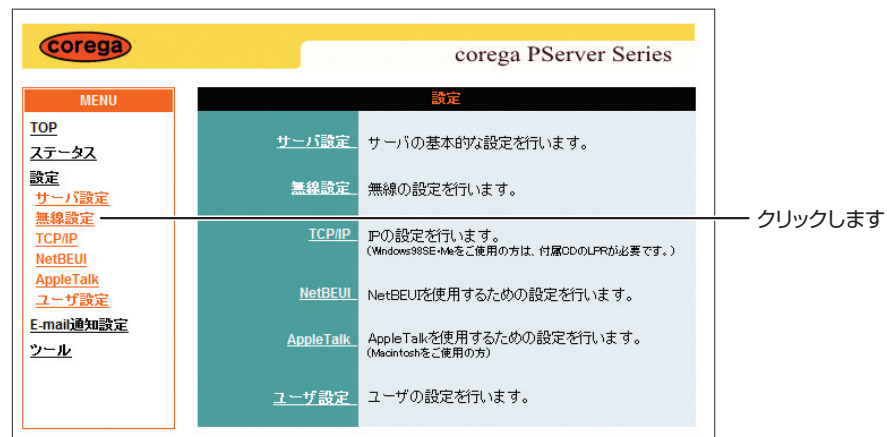 corega
corega PServer Series
MENU
TOP
ステータス
設定
サーバ設定
無線設定
TCP/IP
NetBEUI
AppleTalk
ユーザ設定
E-mail通知設定
ツール
設定
サーバ設定 サーバの基本的な設定を行います。
無線設定 無線の設定を行います。
TCP/IP IPの設定を行います。
(Windows98SE・Meをご使用の方は、付属CDのLPRが必要です。)
NetBEUI NetBEUIを使用するための設定を行います。
AppleTalk AppleTalkを使用するための設定を行います。
(Macintoshをご使用の方)
ユーザ設定 ユーザの設定を行います。
クリックします